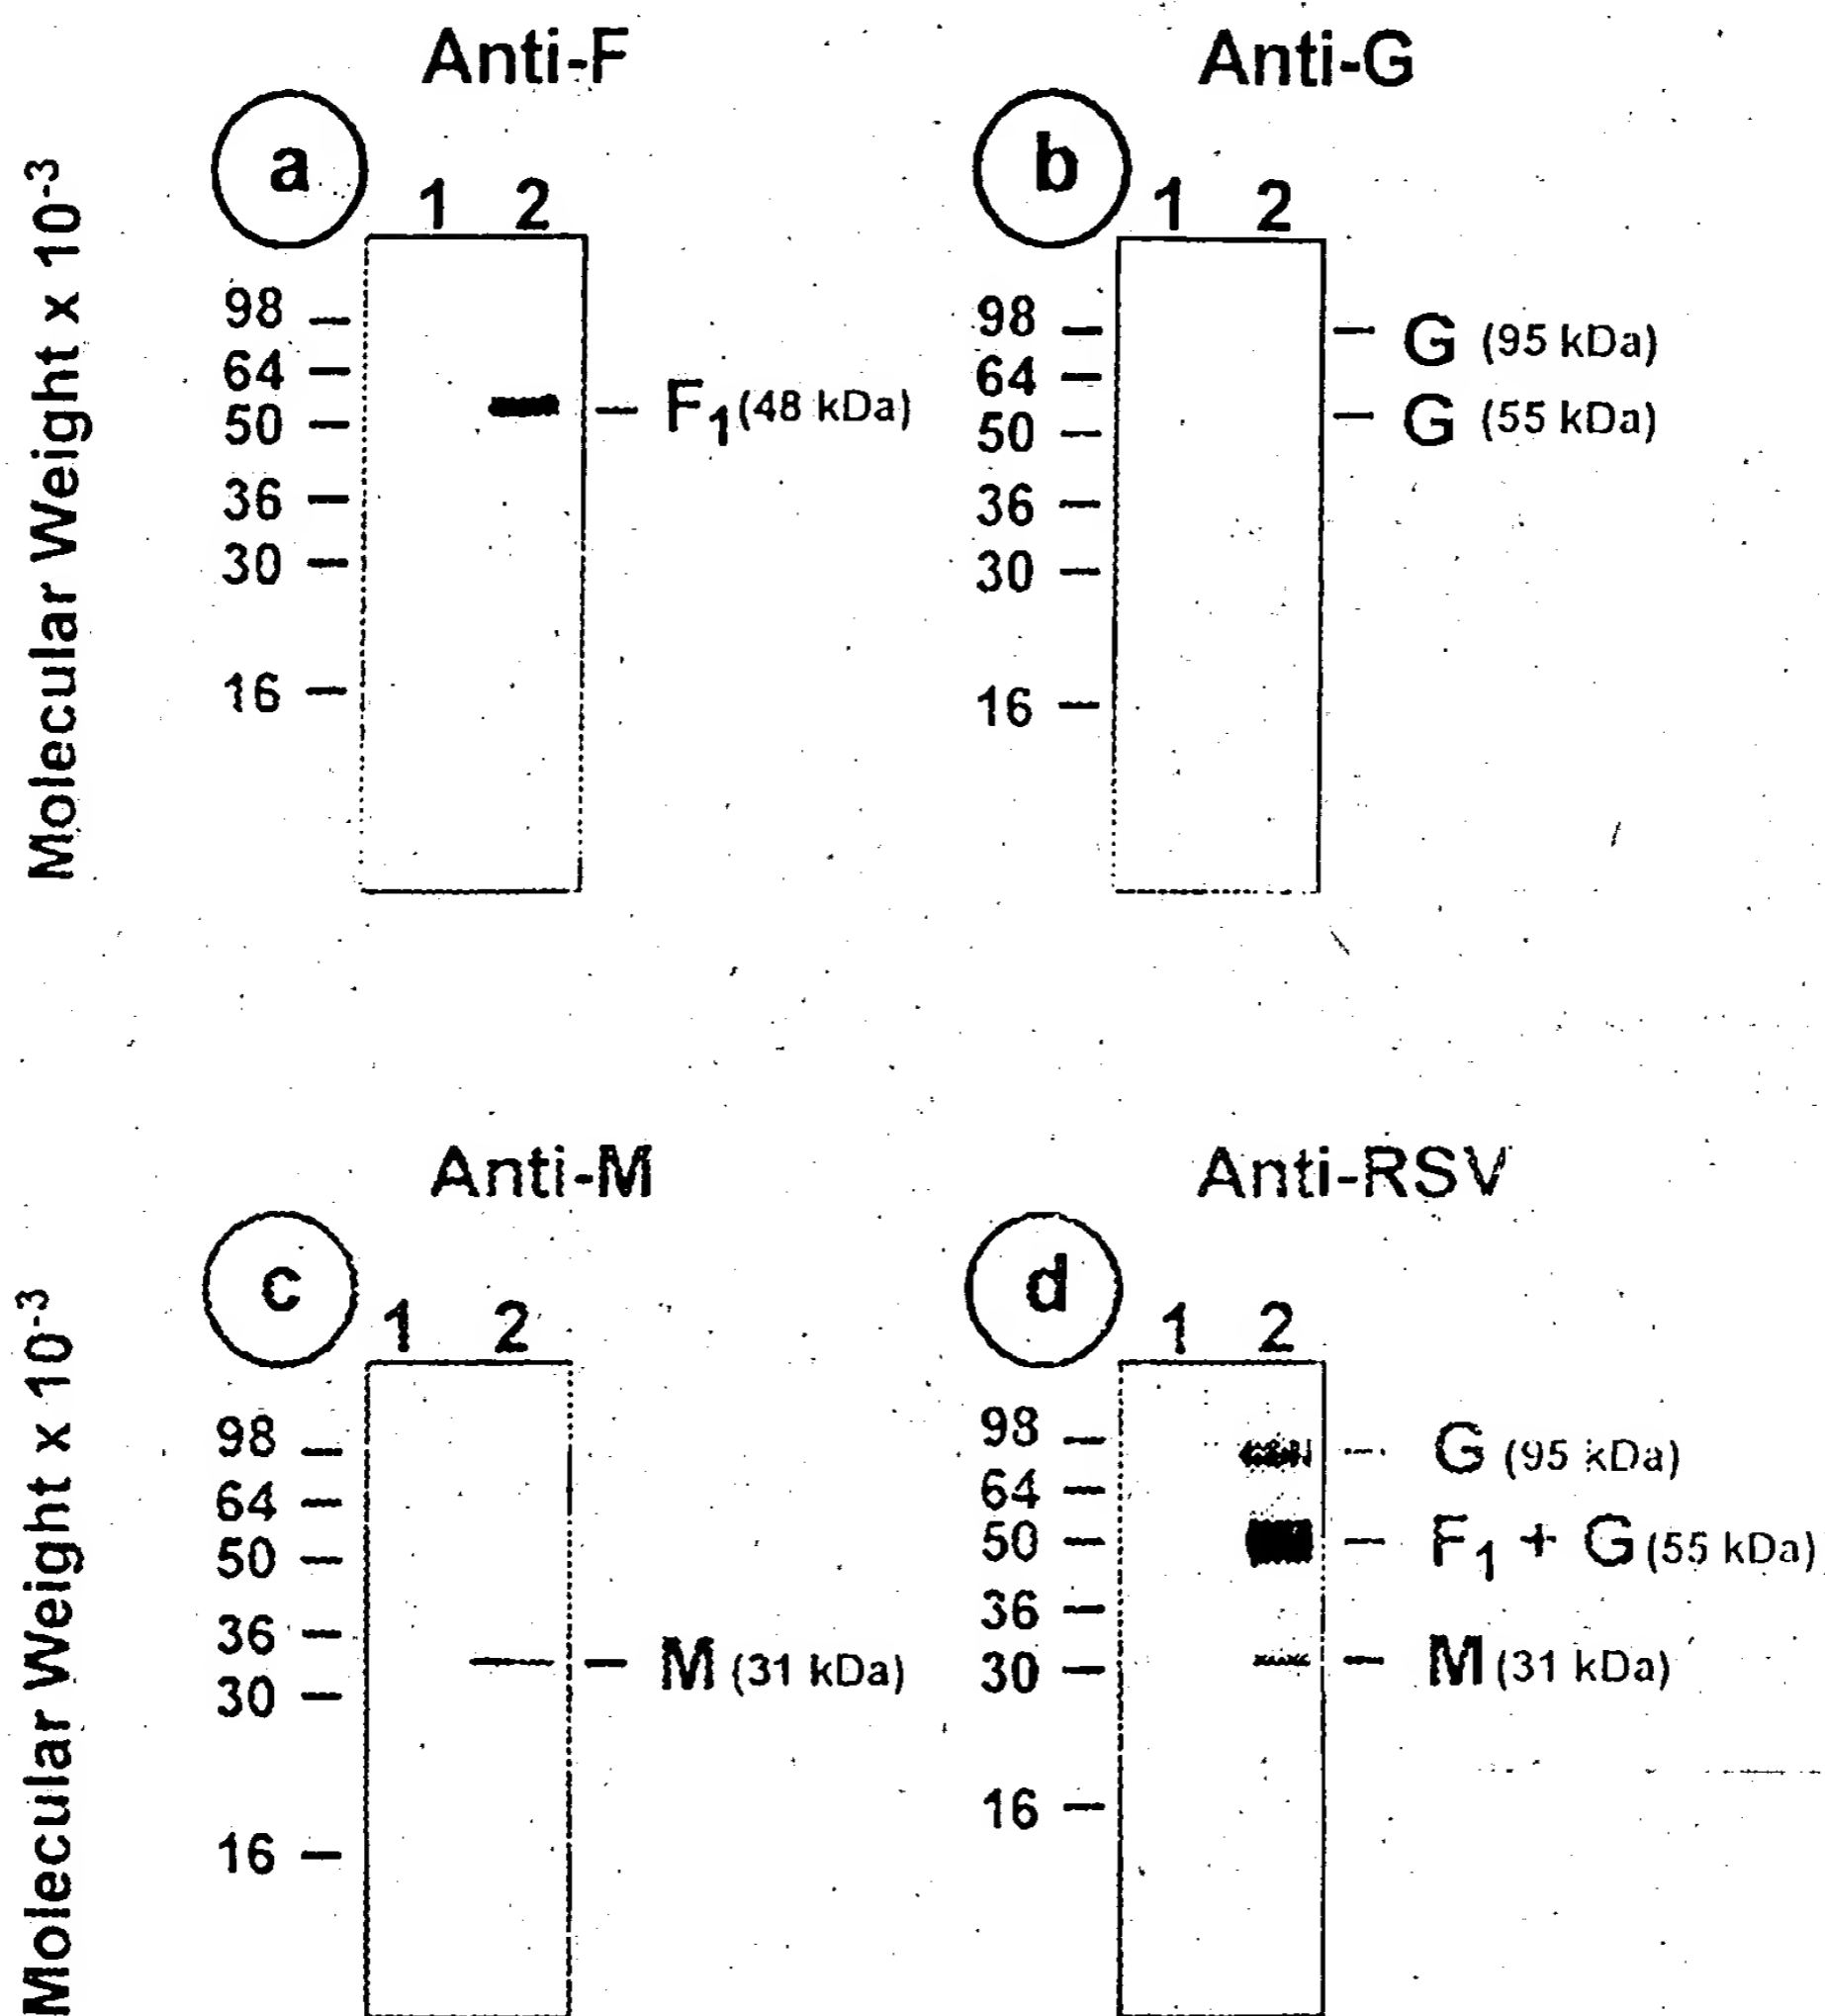 Anti-F
a
1 2
Molecular Weight x 10-3
98
64
50
36
30
16
F1 (48 kDa)
Anti-G
b
1 2
98
64
50
36
30
16
G (95 kDa)
G (55 kDa)
Anti-M
c
1 2
Molecular Weight x 10-3
98
64
50
36
30
16
M (31 kDa)
Anti-RSV
d
1 2
98
64
50
36
30
16
G (95 kDa)
F1 + G (55 kDa)
M (31 kDa)